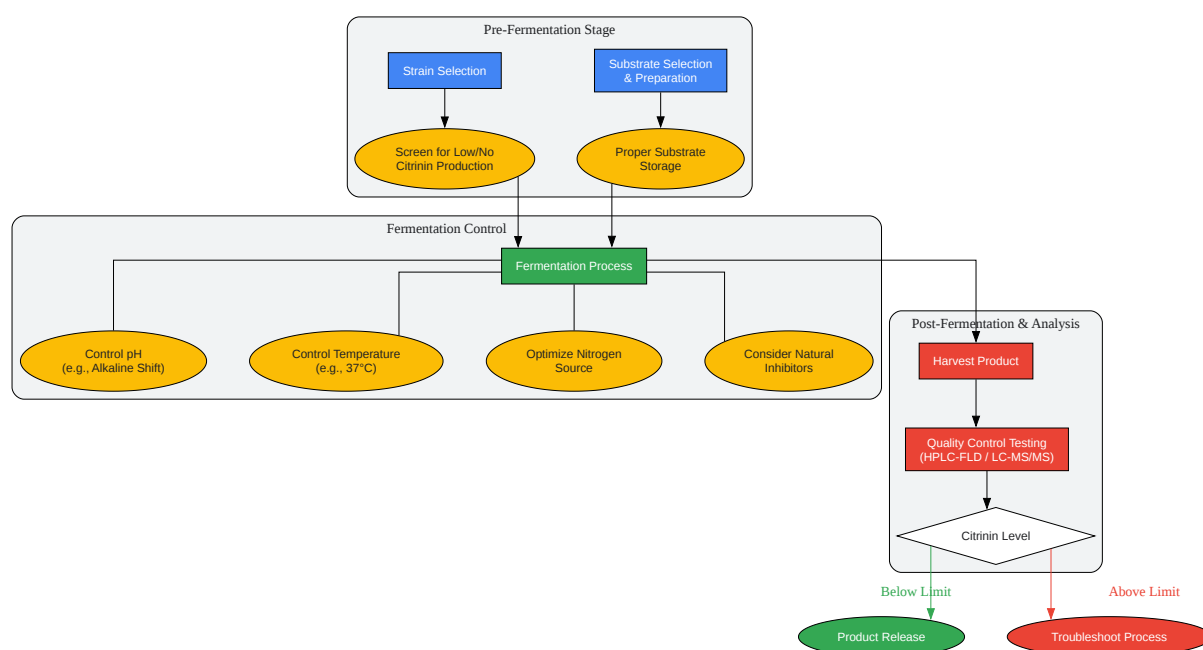 Pre-Fermentation Stage
Strain Selection
Substrate Selection
& Preparation
Screen for Low/No
Citrinin Production
Proper Substrate
Storage
Fermentation Control
Fermentation Process
Control pH
(e.g., Alkaline Shift)
Control Temperature
(e.g., 37°C)
Optimize Nitrogen
Source
Consider Natural
Inhibitors
Post-Fermentation & Analysis
Harvest Product
Quality Control Testing
(HPLC-FLD / LC-MS/MS)
Citrinin Level
Below Limit
Above Limit
Product Release
Troubleshoot Process